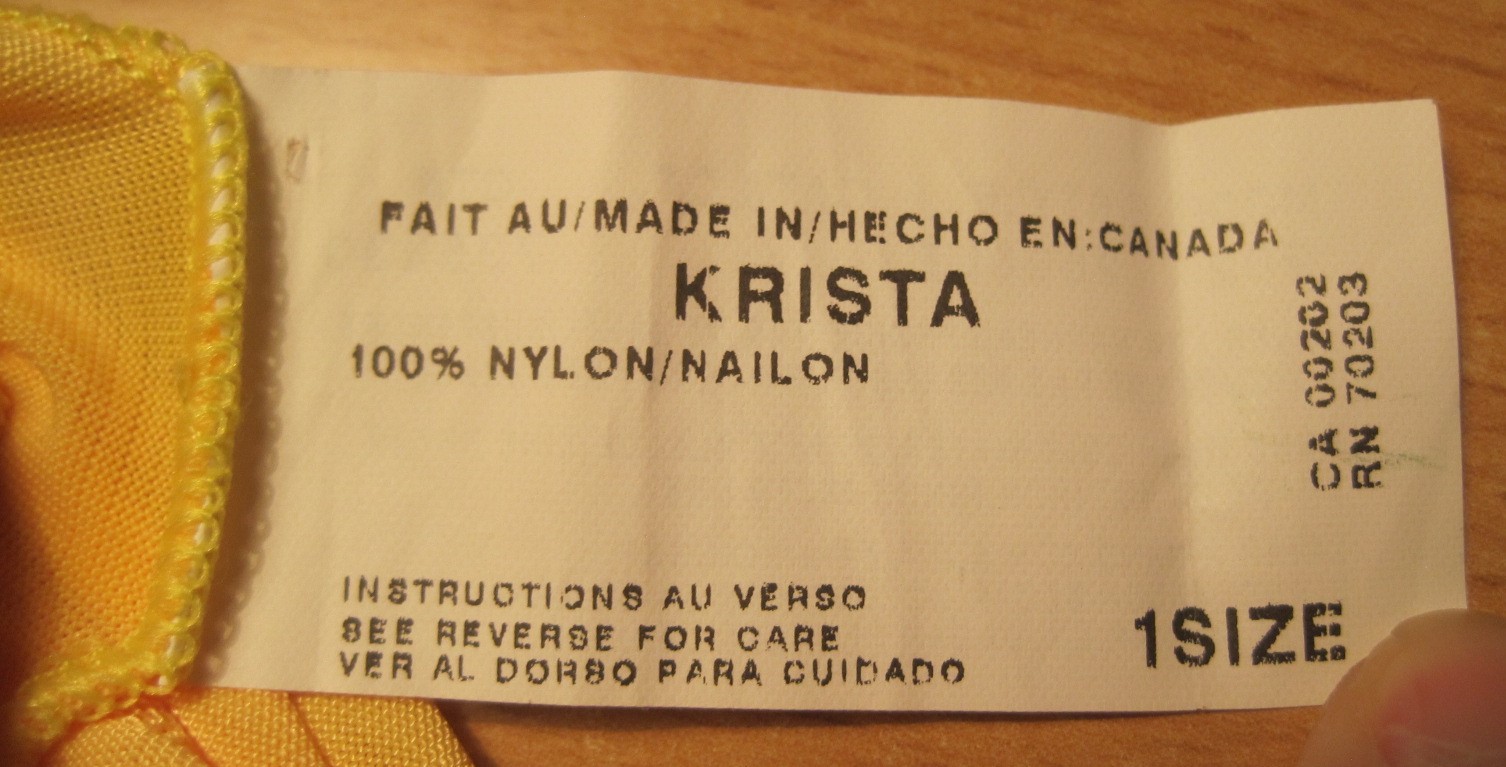 FAIT AU/MADE IN/HECHO EN:CANADA
KRISTA
100% NYLON/NAILON
CA 00202
RN 70203
INSTRUCTIONS AU VERSO
SEE REVERSE FOR CARE
VER AL DORSO PARA CUIDADO
1SIZE